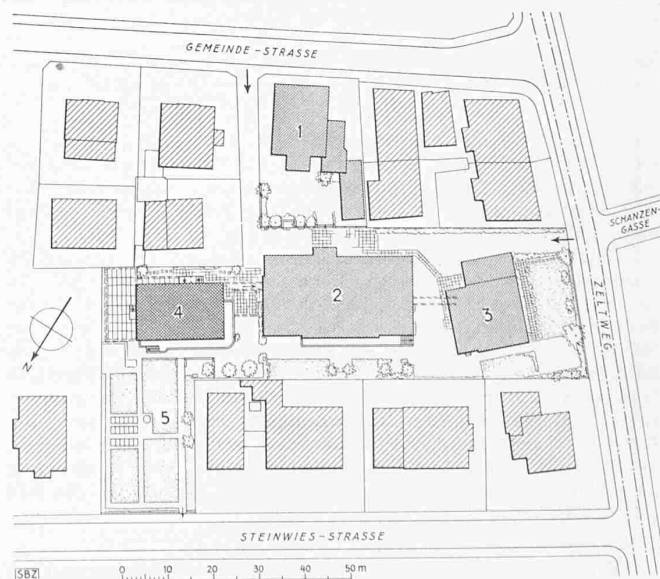 GEMEINDE-STRASSE
1
SCHANZEN-
GASSE
2
3
ZELTWEG
4
N
5
STEINWIES-STRASSE
SBZ
0 10 20 30 40 50 m